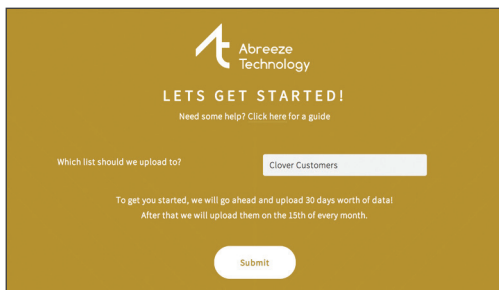 Abreeze
Technology
LETS GET STARTED!
Need some help? Click here for a guide
Which list should we upload to?
Clover Customers
To get you started, we will go ahead and upload 30 days worth of data!
After that we will upload them on the 15th of every month.
Submit